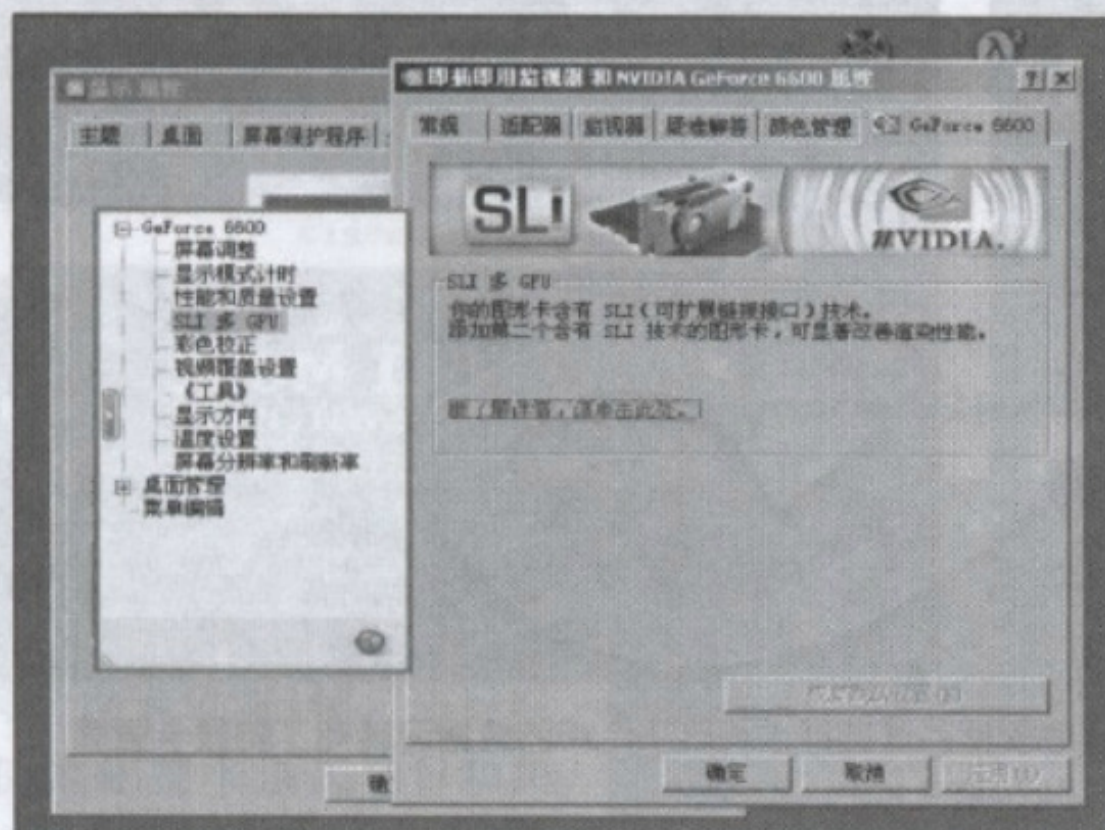 显示 属性
即插即用监视器 和 NVIDIA GeForce 6600 属性
主题 桌面 屏幕保护程序
常规 适配器 监视器 疑难解答 颜色管理 GeForce 6600
SLI
NVIDIA.
GeForce 6600
屏幕调整
显示模式计时
性能和质量设置
SLI 多 GPU
彩色校正
视频覆盖设置
《工具》
显示方向
温度设置
屏幕分辨率和刷新率
桌面管理
菜单编辑
SLI 多 GPU
你的图形卡含有 SLI(可扩展链接接口)技术。
添加第二个含有 SLI 技术的图形卡，可显著改善渲染性能。
确定 取消